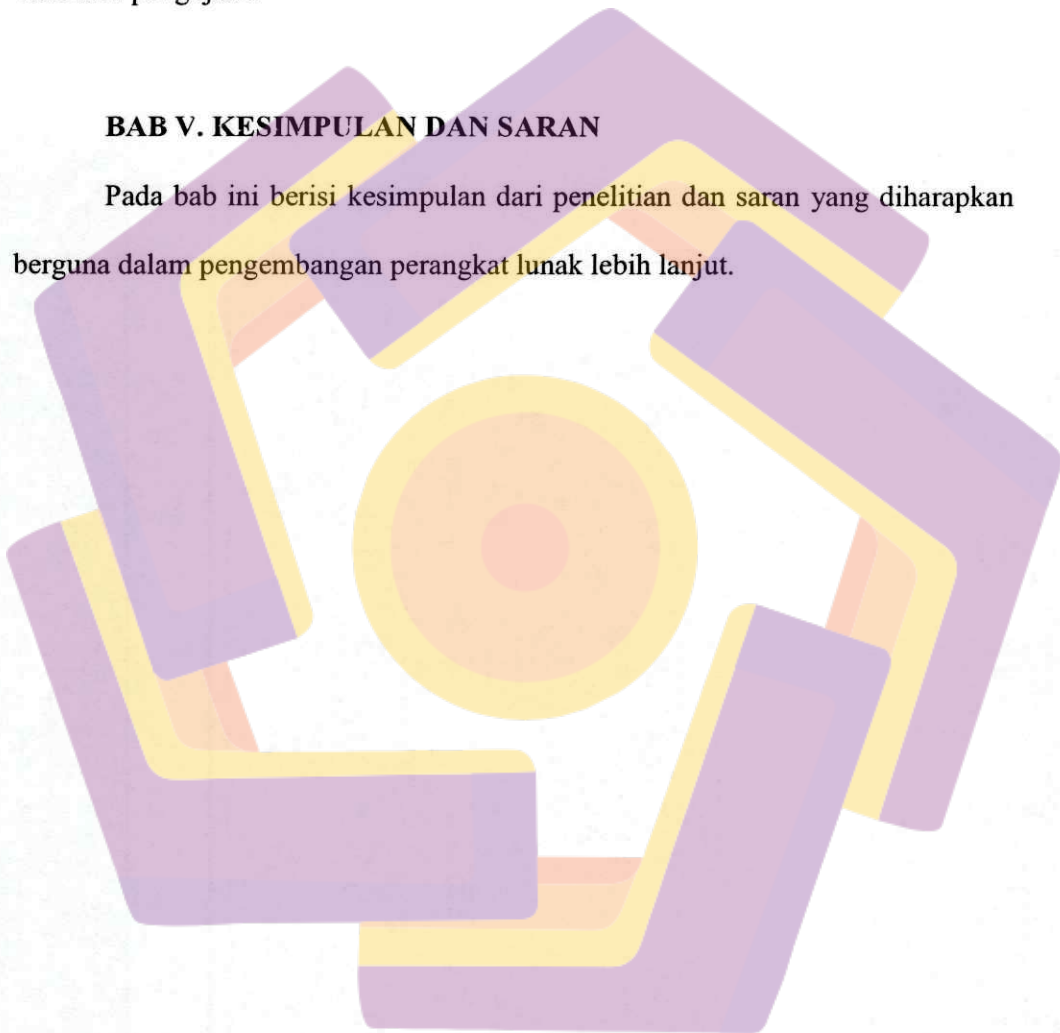 BAB V. KESIMPULAN DAN SARAN
Pada bab ini berisi kesimpulan dari penelitian dan saran yang diharapkan
berguna dalam pengembangan perangkat lunak lebih lanjut.